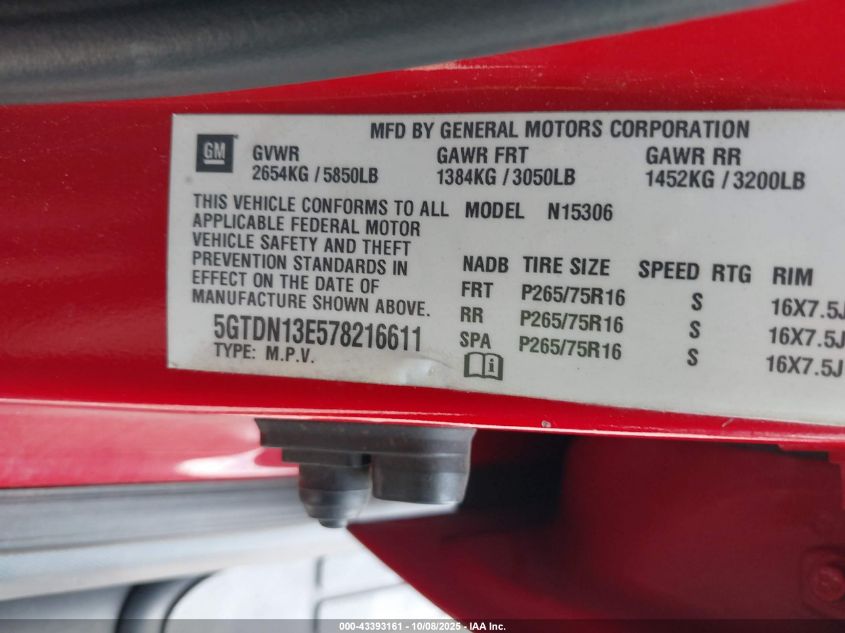 MFD BY GENERAL MOTORS CORPORATION
GM GVWR GAWR FRT GAWR RR
2654KG / 5850LB 1384KG / 3050LB 1452KG / 3200LB
THIS VEHICLE CONFORMS TO ALL
APPLICABLE FEDERAL MOTOR
VEHICLE SAFETY AND THEFT
PREVENTION STANDARDS IN
EFFECT ON THE DATE OF
MANUFACTURE SHOWN ABOVE.
5GTDN13E578216611
TYPE: M.P.V.
MODEL N15306
NADB TIRE SIZE SPEED RTG RIM
FRT P265/75R16 S 16X7.5J
RR P265/75R16 S 16X7.5J
SPA P265/75R16 S 16X7.5J
i
000-43393161 - 10/08/2025 - IAA Inc.